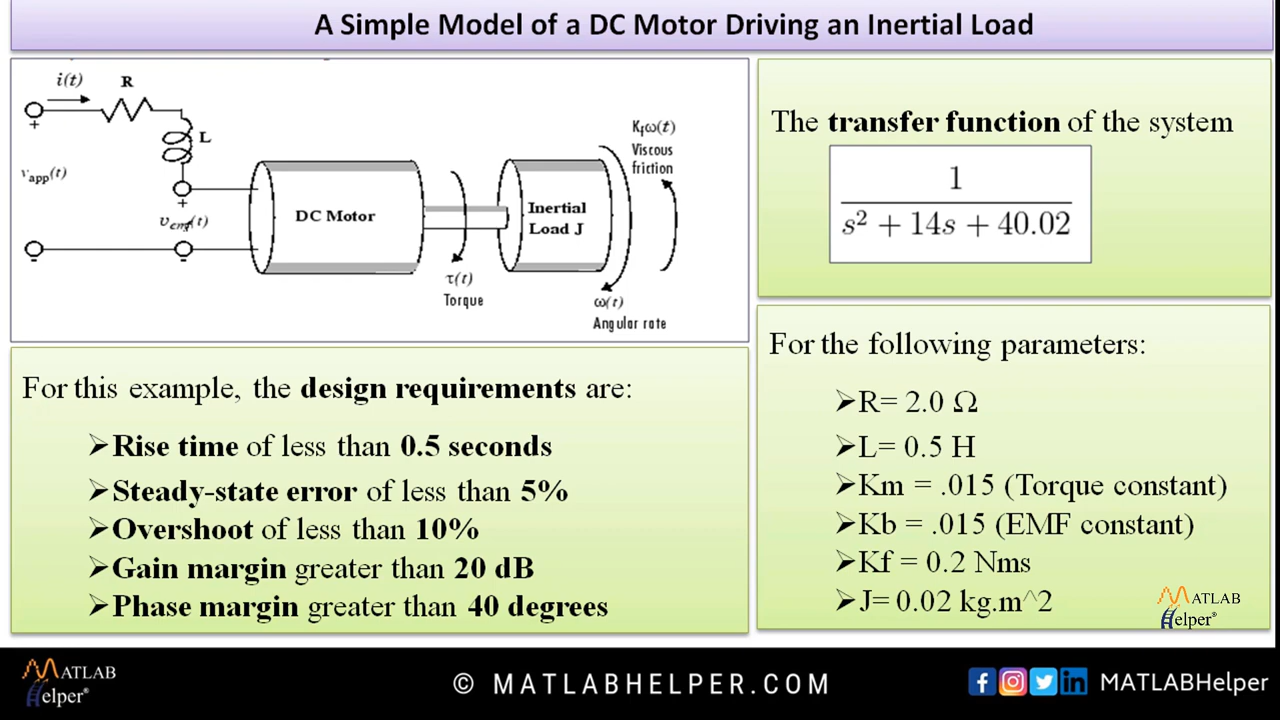 A Simple Model of a DC Motor Driving an Inertial Load
i(t)
R
+
L
v_app(t)
+
v_emf(t)
-
-
DC Motor
τ(t)
Torque
Inertial
Load J
K_fω(t)
Viscous
friction
ω(t)
Angular rate
The transfer function of the system
1
s² + 14s + 40.02
For this example, the design requirements are:
➢Rise time of less than 0.5 seconds
➢Steady-state error of less than 5%
➢Overshoot of less than 10%
➢Gain margin greater than 20 dB
➢Phase margin greater than 40 degrees
For the following parameters:
➢R= 2.0 Ω
➢L= 0.5 H
➢Km = .015 (Torque constant)
➢Kb = .015 (EMF constant)
➢Kf = 0.2 Nms
➢J= 0.02 kg.m^2
MATLAB
Helper®
MATLAB
Helper®
© MATLABHELPER.COM
MATLABHelper